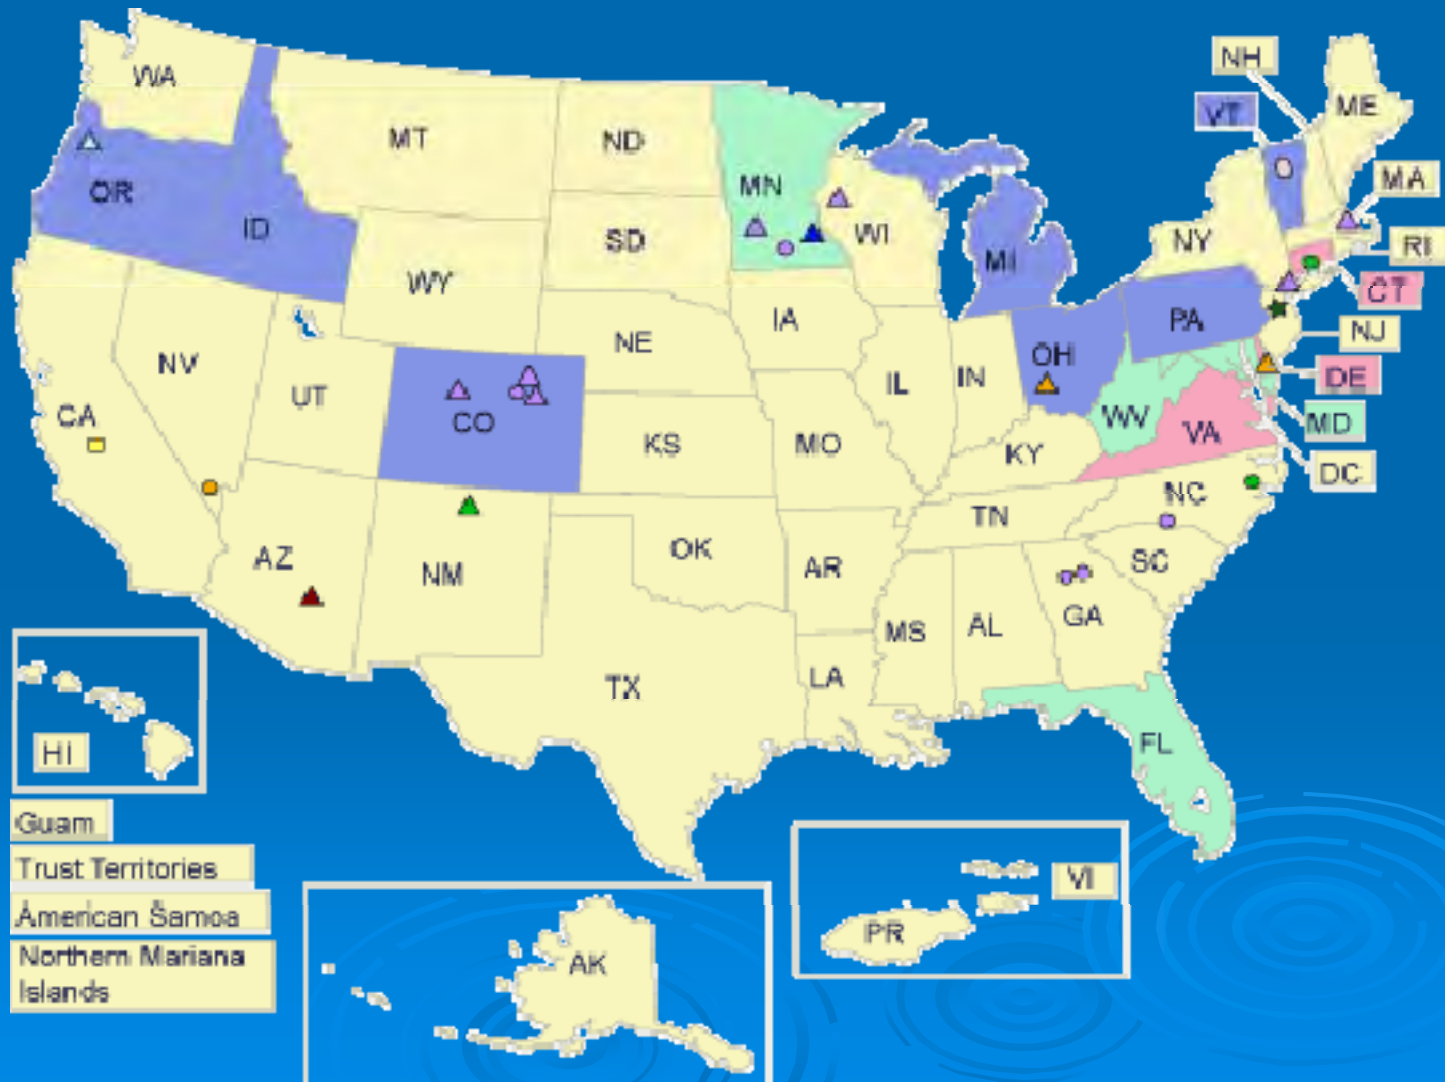 WA
MT
ND
MN
NH
VT
ME
MA
OR
ID
SD
WI
MI
NY
RI
CT
WY
IA
PA
NJ
NV
NE
OH
UT
IL
IN
DE
CA
CO
KS
MO
KY
WV
VA
MD
DC
NC
TN
AZ
NM
OK
AR
SC
MS
AL
GA
TX
LA
FL
HI
Guam
Trust Territories
American Samoa
Northern Mariana
Islands
AK
PR
VI